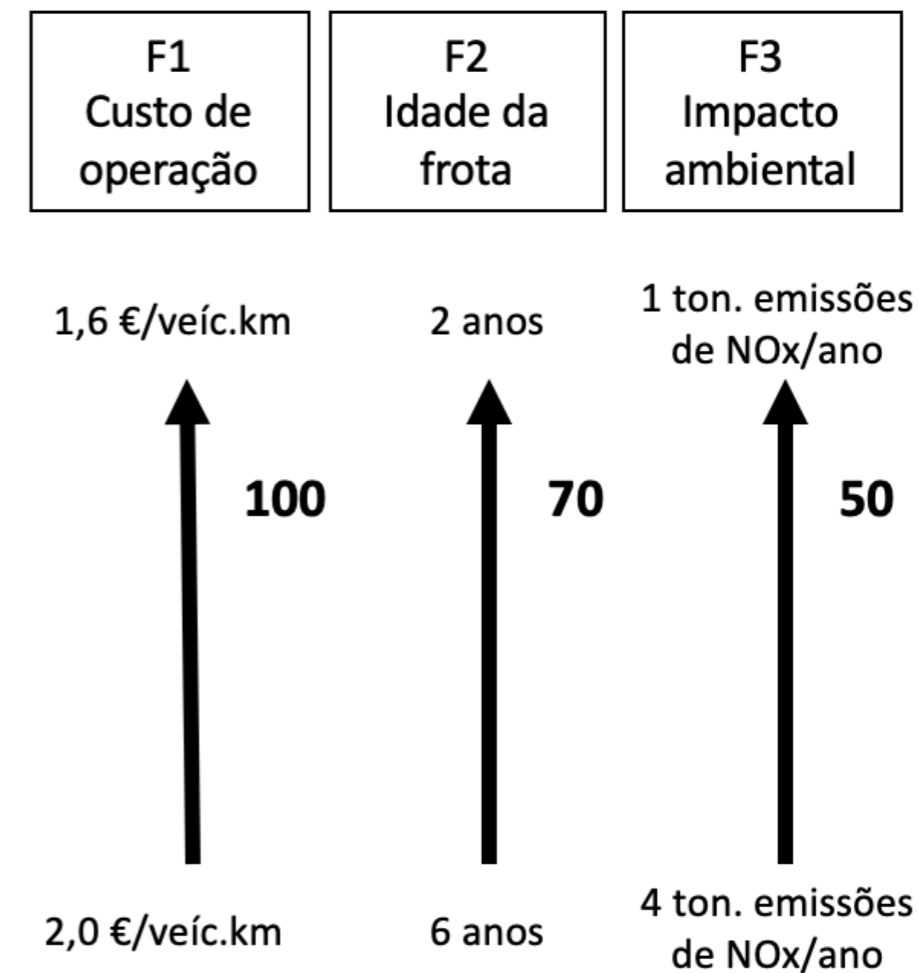 F1
Custo de
operação
F2
Idade da
frota
F3
Impacto
ambiental
1,6 €/veíc.km
2 anos
1 ton. emissões
de NOx/ano
100
70
50
2,0 €/veíc.km
6 anos
4 ton. emissões
de NOx/ano